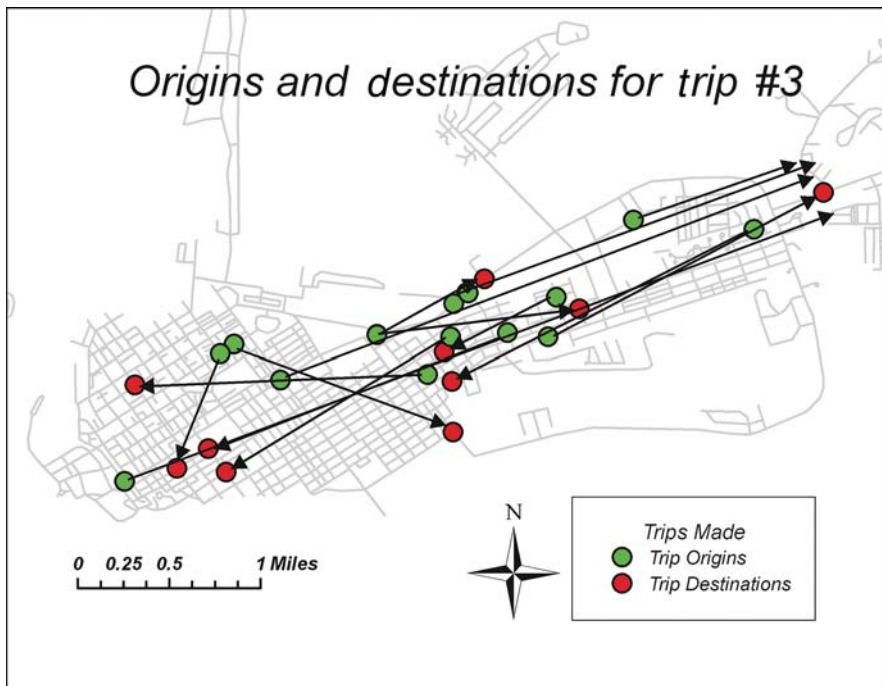 Origins and destinations for trip #3
0 0.25 0.5 1 Miles
N
Trips Made
Trip Origins
Trip Destinations